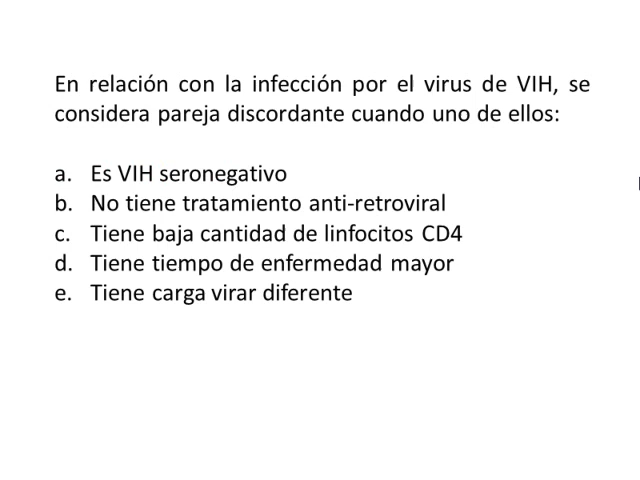 En relación con la infección por el virus de VIH, se
considera pareja discordante cuando uno de ellos:
a. Es VIH seronegativo
b. No tiene tratamiento anti-retroviral
c. Tiene baja cantidad de linfocitos CD4
d. Tiene tiempo de enfermedad mayor
e. Tiene carga virar diferente